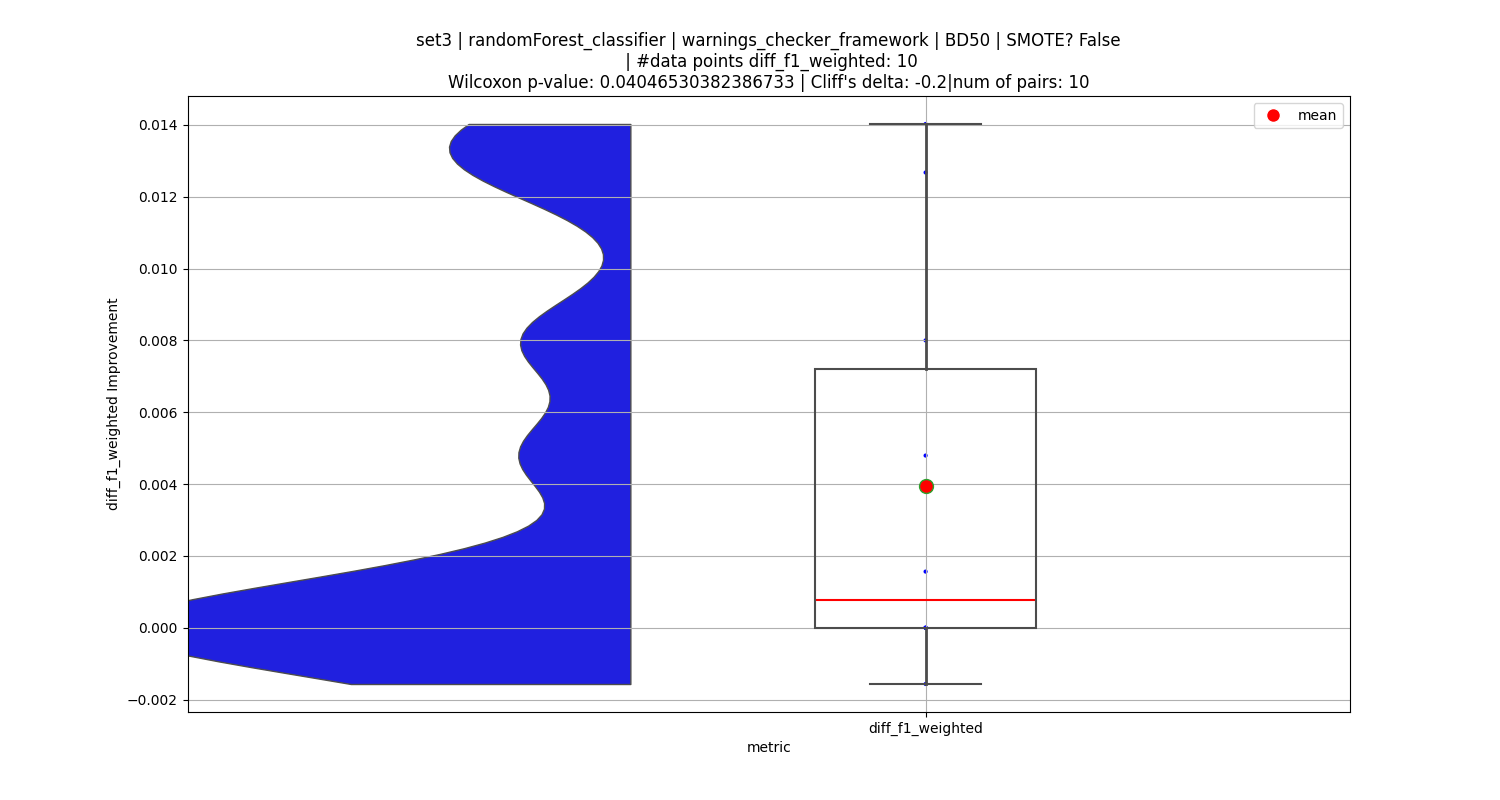 set3 | randomForest_classifier | warnings_checker_framework | BD50 | SMOTE? False
| #data points diff_f1_weighted: 10
Wilcoxon p-value: 0.04046530382386733 | Cliff's delta: -0.2|num of pairs: 10
mean
0.014
0.012
0.010
0.008
0.006
0.004
0.002
0.000
−0.002
diff_f1_weighted Improvement
diff_f1_weighted
metric